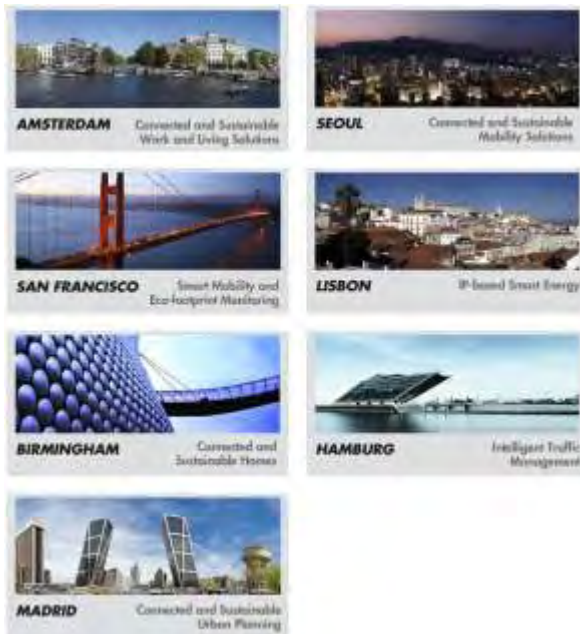 AMSTERDAM Connected and Sustainable
Work and Living Solutions
SEOUL Connected and Sustainable
Mobility Solutions
SAN FRANCISCO Smart Mobility and
Eco-footprint Monitoring
LISBON IP-based Smart Energy
BIRMINGHAM Connected and
Sustainable Homes
HAMBURG Intelligent Traffic
Management
MADRID Connected and Sustainable
Urban Planning